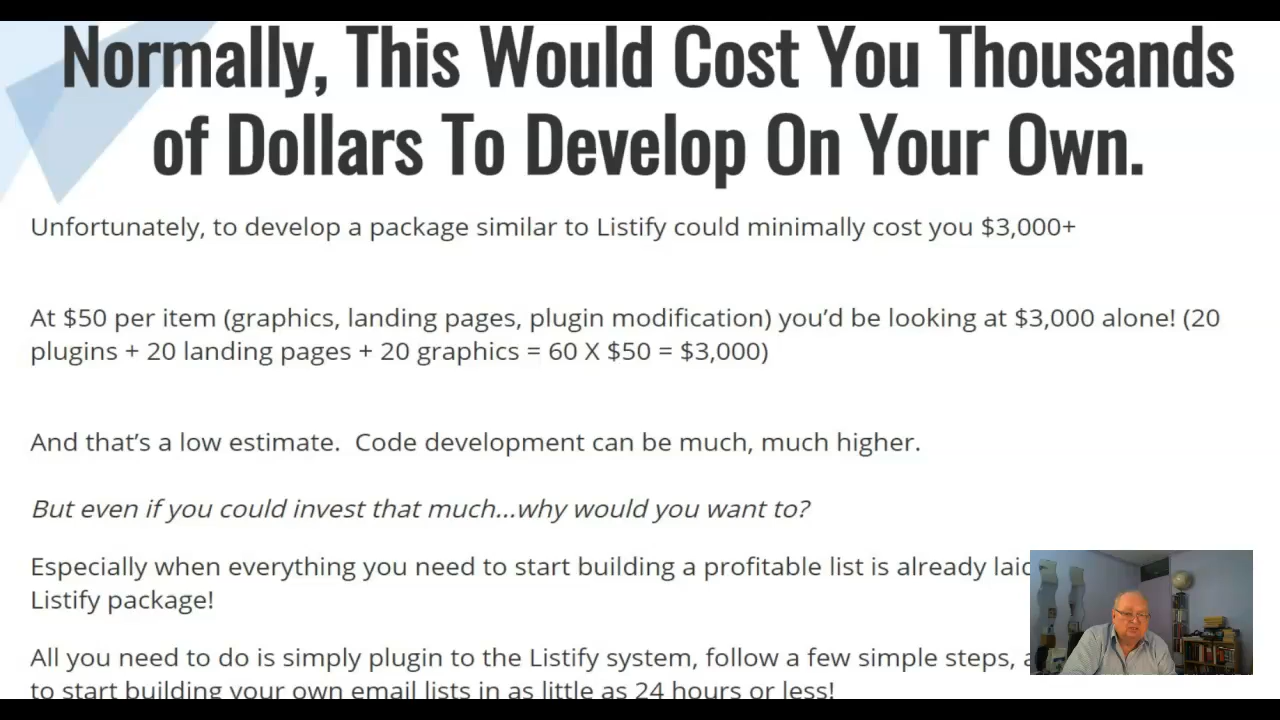 Normally, This Would Cost You Thousands
of Dollars To Develop On Your Own.
Unfortunately, to develop a package similar to Listify could minimally cost you $3,000+
At $50 per item (graphics, landing pages, plugin modification) you’d be looking at $3,000 alone! (20
plugins + 20 landing pages + 20 graphics = 60 X $50 = $3,000)
And that’s a low estimate.  Code development can be much, much higher.
But even if you could invest that much...why would you want to?
Especially when everything you need to start building a profitable list is already
Listify package!
All you need to do is simply plugin to the Listify system, follow a few simple steps,
to start building your own email lists in as little as 24 hours or less!